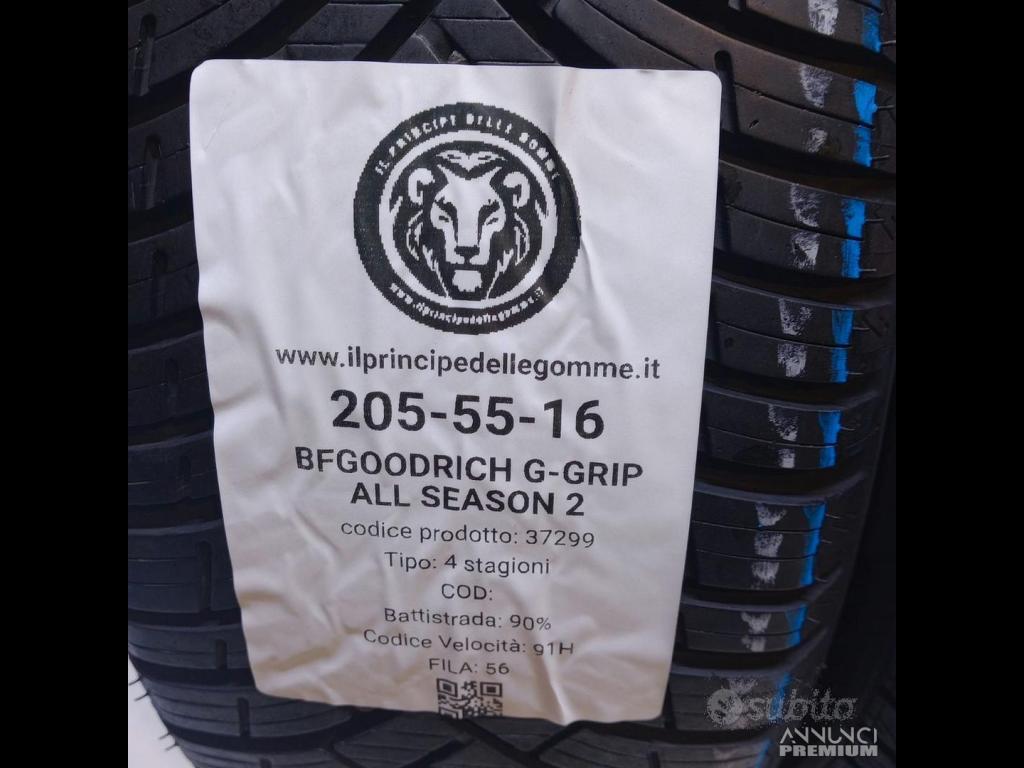 IL PRINCIPE DELLE GOMME
www.ilprincipedellegomme.it
www.ilprincipedellegomme.it
205-55-16
BFGOODRICH G-GRIP
ALL SEASON 2
codice prodotto: 37299
Tipo: 4 stagioni
COD:
Battistrada: 90%
Codice Velocità: 91H
FILA: 56
subito
ANNUNCI
PREMIUM